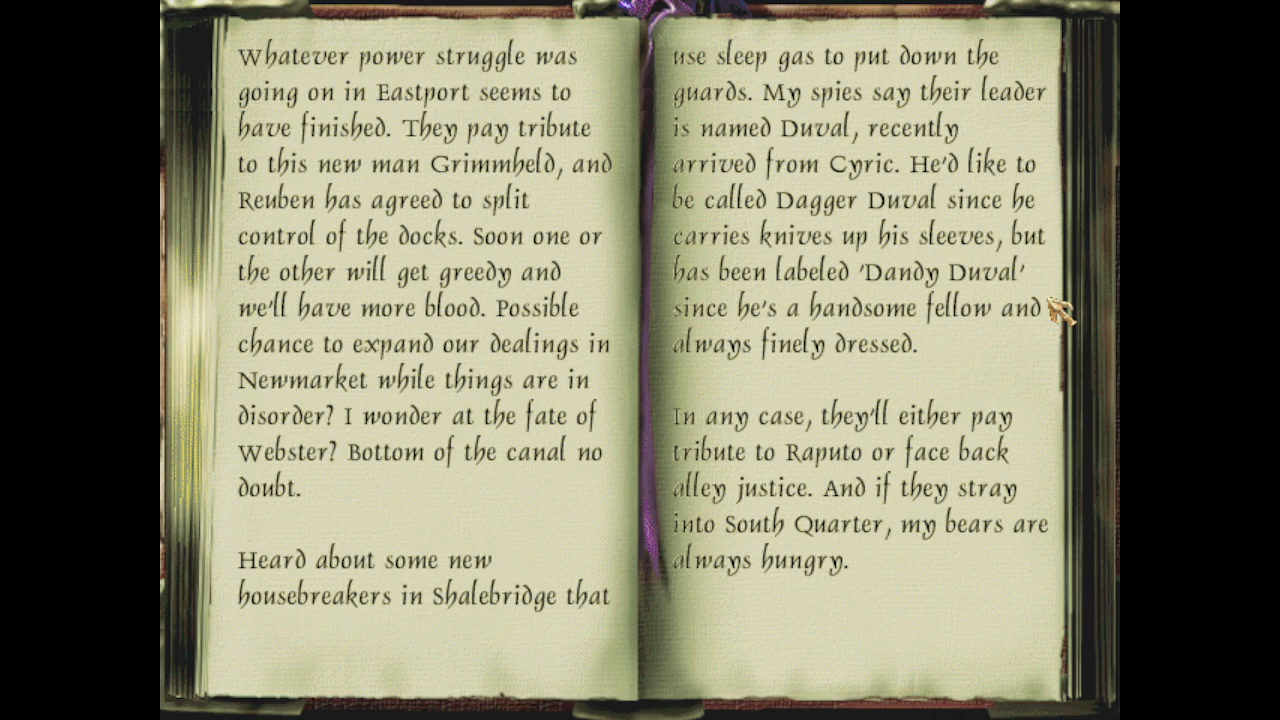 Whatever power struggle was
going on in Eastport seems to
have finished. They pay tribute
to this new man Grimmheld, and
Reuben has agreed to split
control of the docks. Soon one or
the other will get greedy and
we'll have more blood. Possible
chance to expand our dealings in
Newmarket while things are in
disorder? I wonder at the fate of
Webster? Bottom of the canal no
doubt.
Heard about some new
housebreakers in Shalebridge that
use sleep gas to put down the
guards. My spies say their leader
is named Duval, recently
arrived from Cyric. He'd like to
be called Dagger Duval since he
carries knives up his sleeves, but
has been labeled 'Dandy Duval'
since he's a handsome fellow and
always finely dressed.
In any case, they'll either pay
tribute to Raputo or face back
alley justice. And if they stray
into South Quarter, my bears are
always hungry.